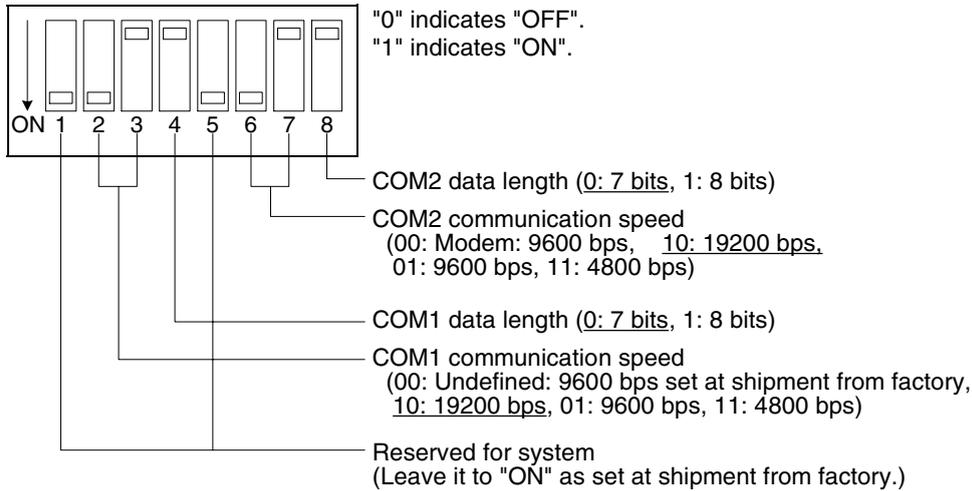 "0" indicates "OFF".
"1" indicates "ON".
ON 1 2 3 4 5 6 7 8
COM2 data length (0: 7 bits, 1: 8 bits)
COM2 communication speed
(00: Modem: 9600 bps, 10: 19200 bps,
01: 9600 bps, 11: 4800 bps)
COM1 data length (0: 7 bits, 1: 8 bits)
COM1 communication speed
(00: Undefined: 9600 bps set at shipment from factory,
10: 19200 bps, 01: 9600 bps, 11: 4800 bps)
Reserved for system
(Leave it to "ON" as set at shipment from factory.)